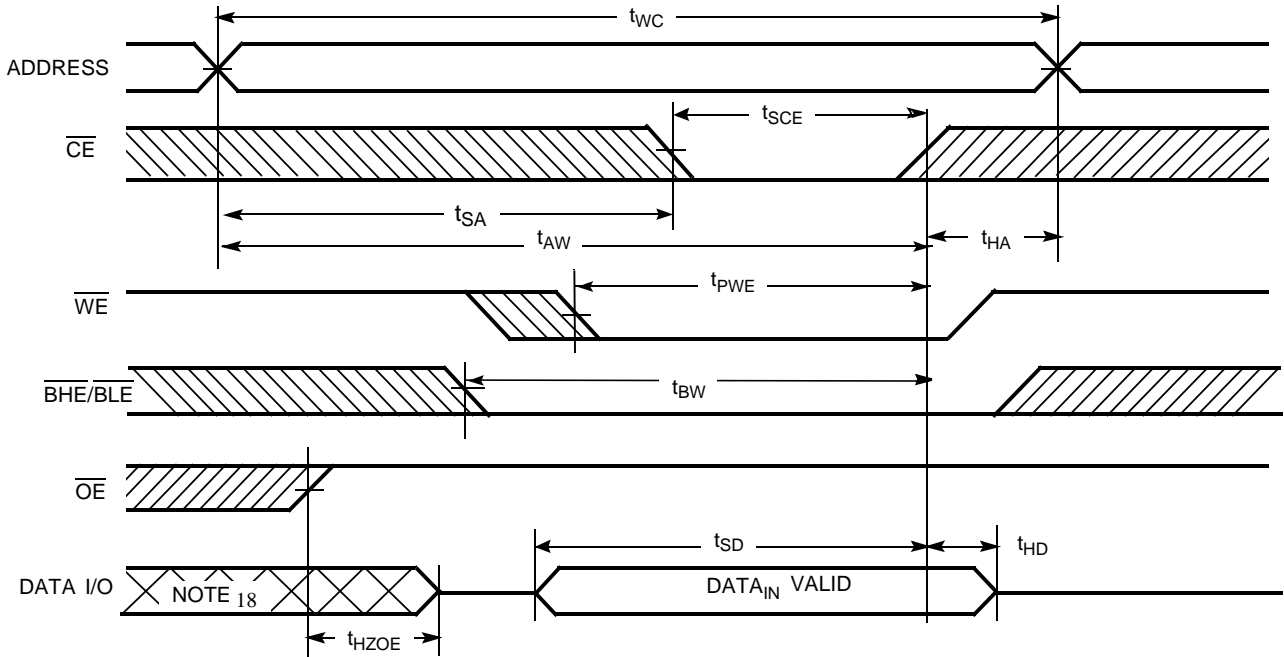 tWC
ADDRESS
tSCE
CE
tSA
tAW
tHA
tPWE
WE
tBW
BHE/BLE
OE
tSD
tHD
DATA I/O
NOTE 18
DATAIN VALID
tHZOE